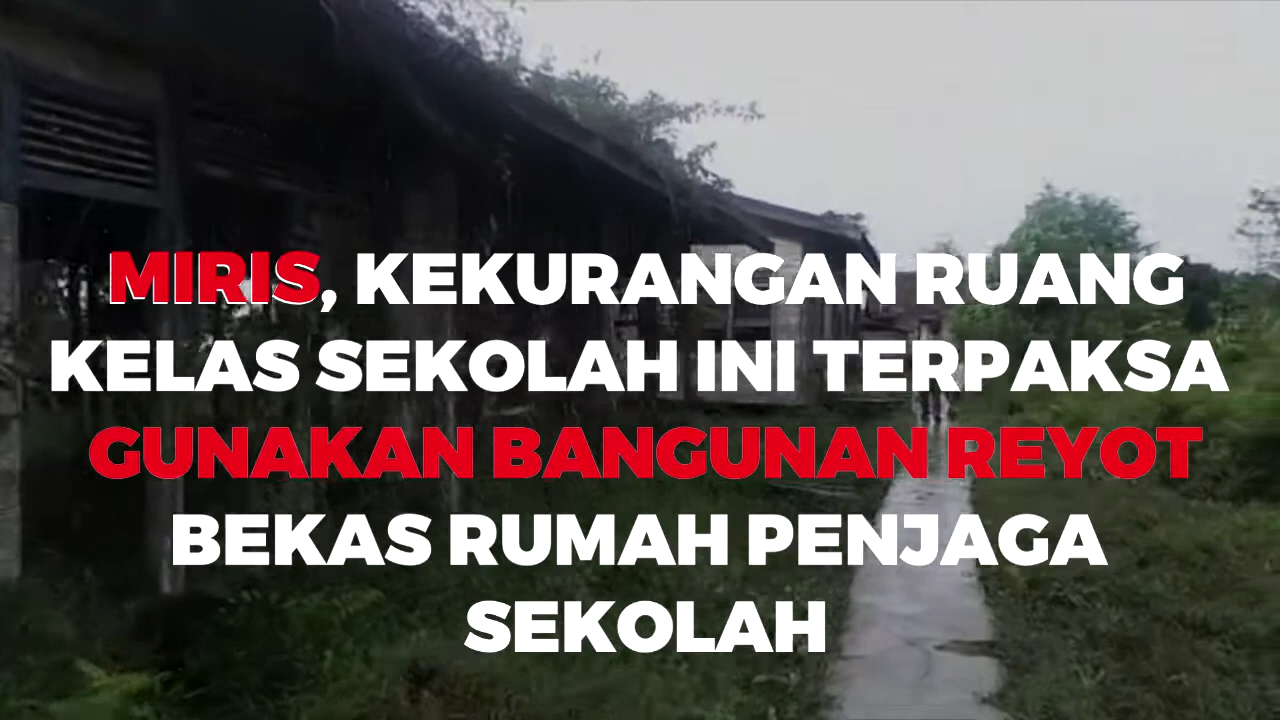 MIRIS, KEKURANGAN RUANG
KELAS SEKOLAH INI TERPAKSA
GUNAKAN BANGUNAN REYOT
BEKAS RUMAH PENJAGA
SEKOLAH